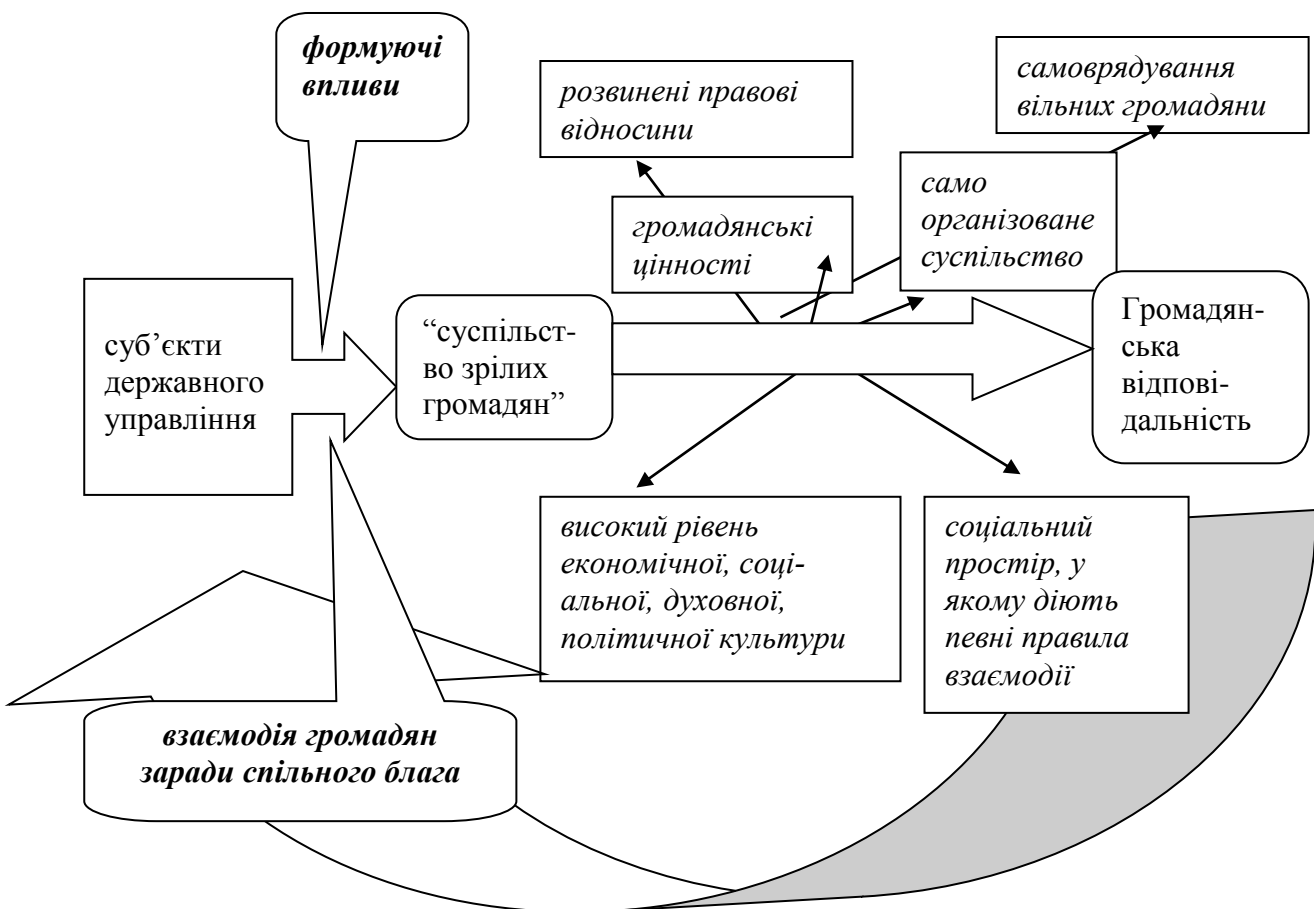 формуючі
впливи
розвинені правові
відносини
самоврядування
вільних громадяни
громадянські
цінності
само
організоване
суспільство
суб’єкти
державного
управління
“суспільст-
во зрілих
громадян”
Громадян-
ська
відпові-
дальність
високий рівень
економічної, соці-
альної, духовної,
політичної культури
соціальний
простір, у
якому діють
певні правила
взаємодії
взаємодія громадян
заради спільного блага